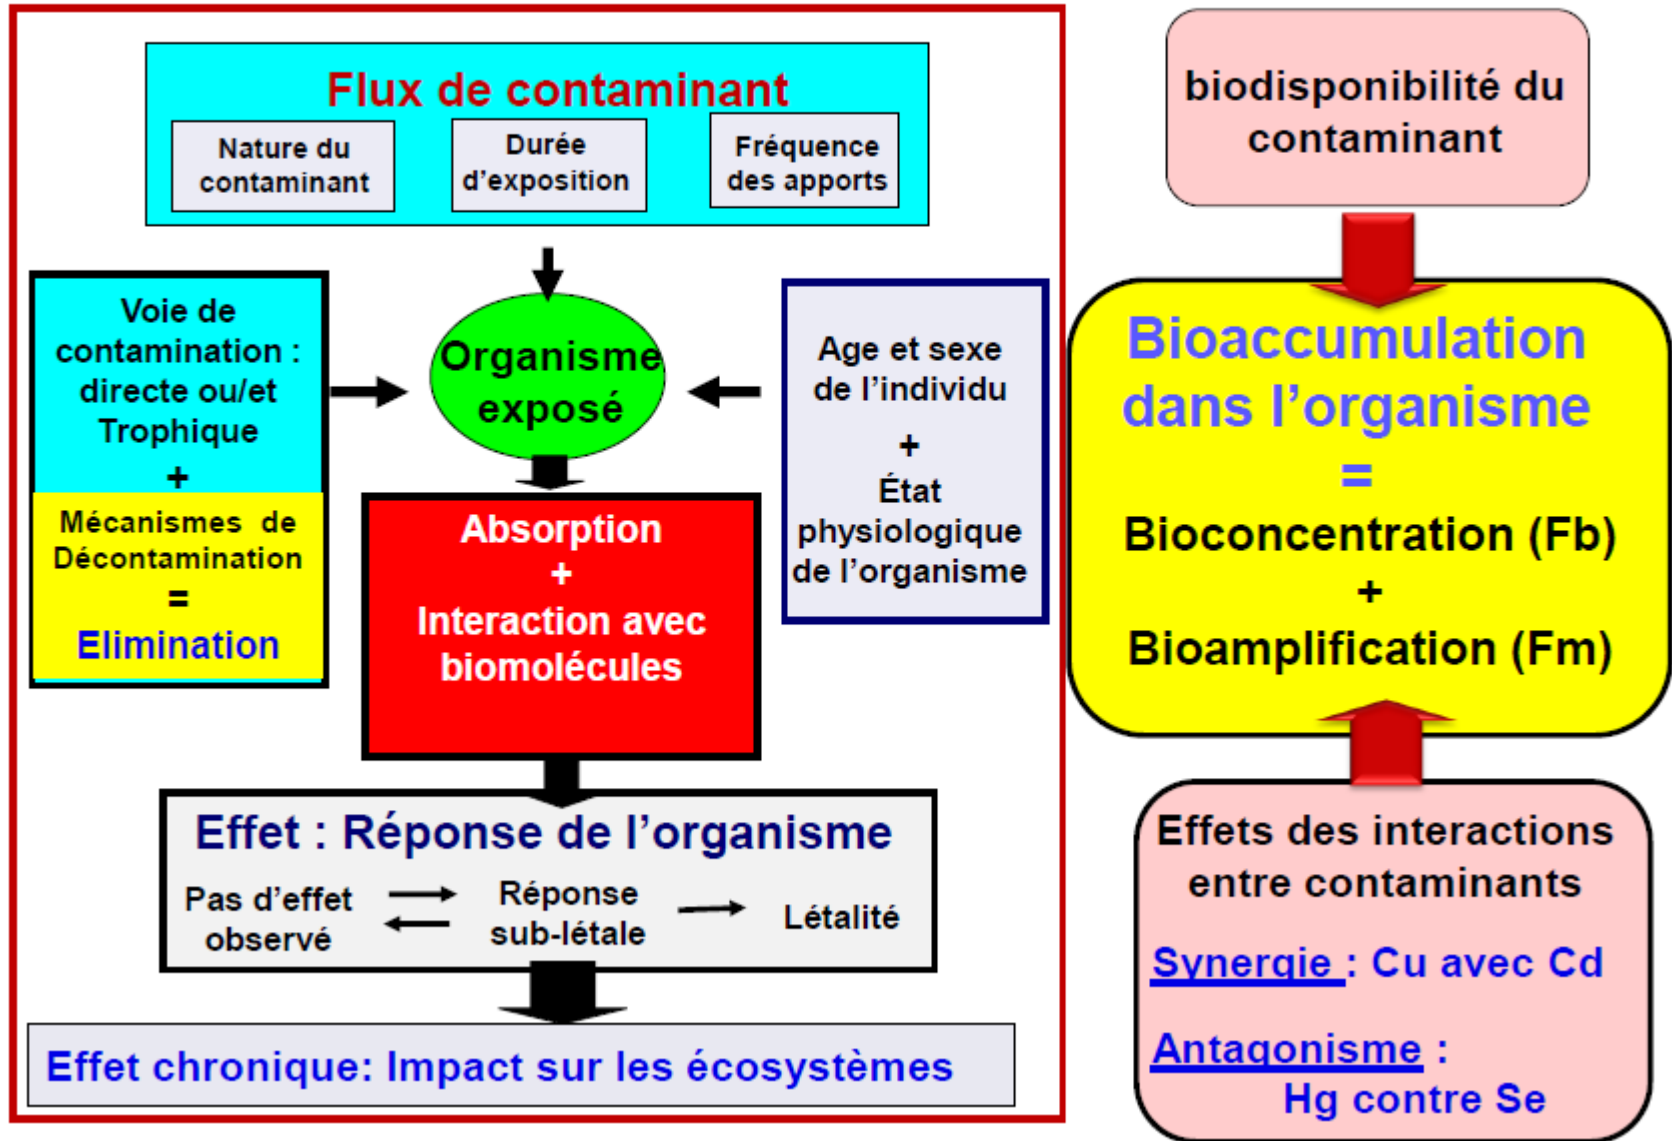 Flux de contaminant
Nature du
contaminant
Durée
d'exposition
Fréquence
des apports
Voie de
contamination :
directe ou/et
Trophique
+
Mécanismes de
Décontamination
=
Elimination
Organisme
exposé
Age et sexe
de l'individu
+
État
physiologique
de l'organisme
Absorption
+
Interaction avec
biomolécules
Effet : Réponse de l'organisme
Pas d'effet
observé
Réponse
sub-létale
Létalité
Effet chronique: Impact sur les écosystèmes
biodisponibilité du
contaminant
Bioaccumulation
dans l'organisme
=
Bioconcentration (Fb)
+
Bioamplification (Fm)
Effets des interactions
entre contaminants
Synergie : Cu avec Cd
Antagonisme :
Hg contre Se